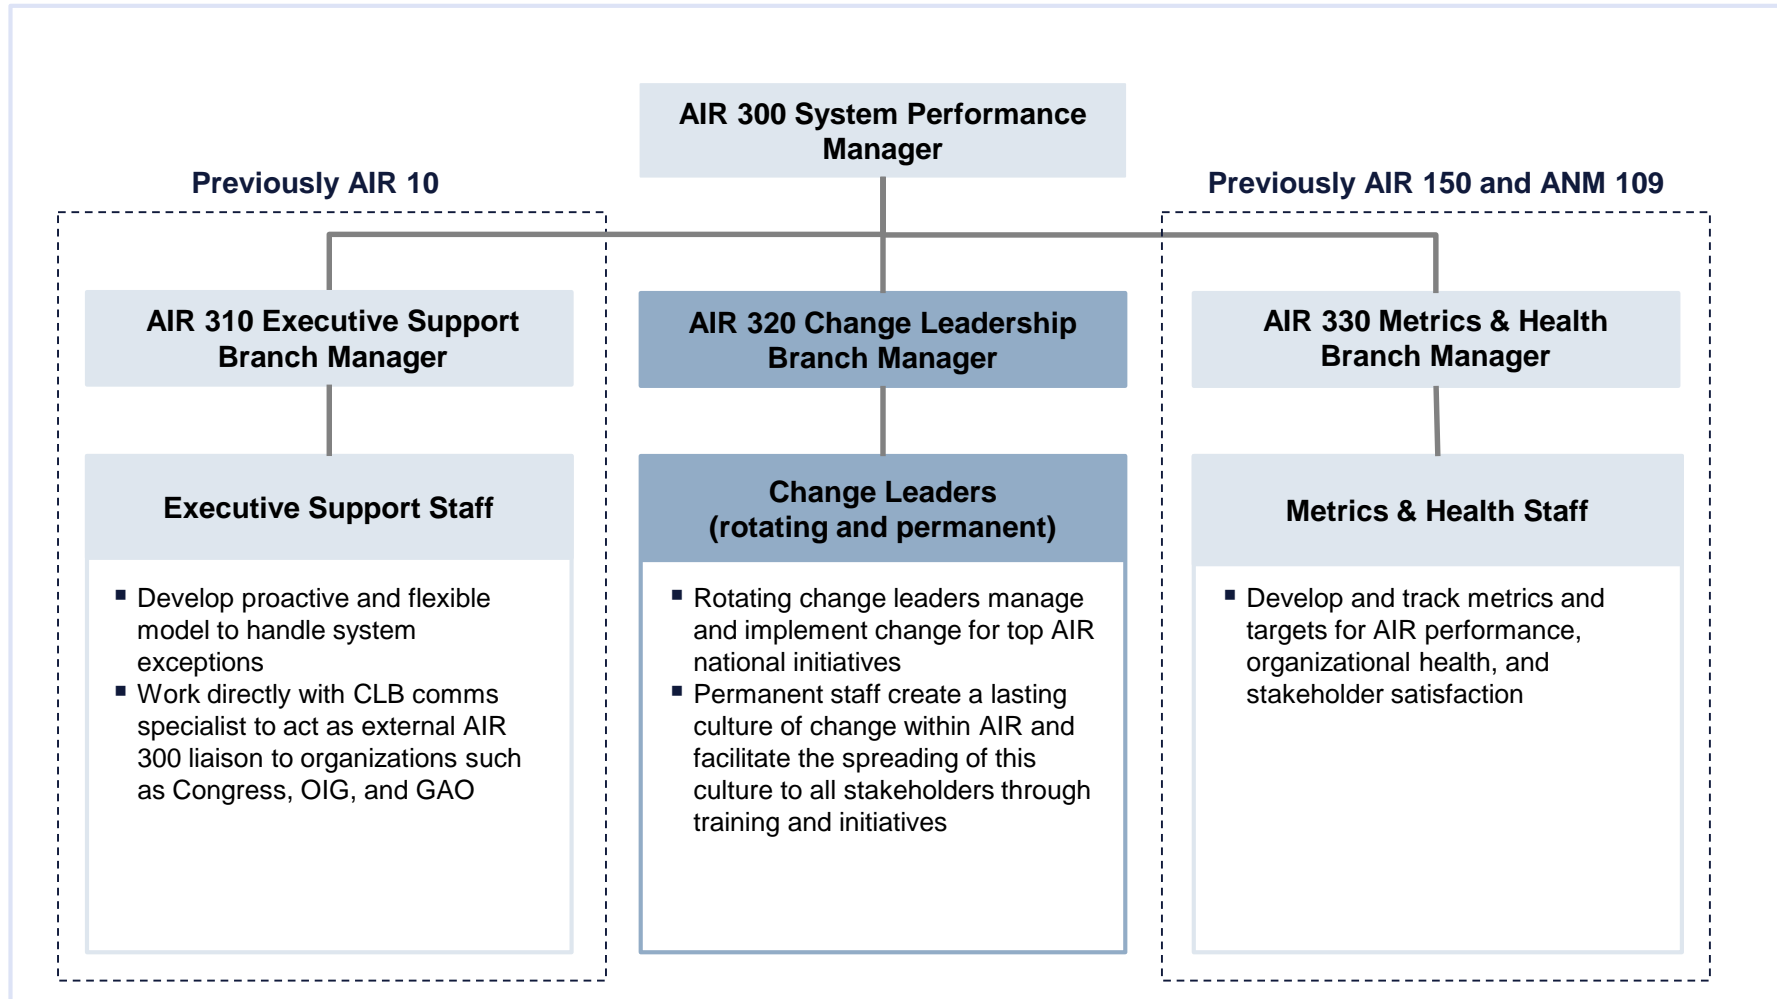 AIR 300 System Performance
Manager
Previously AIR 10
Previously AIR 150 and ANM 109
AIR 310 Executive Support
Branch Manager
AIR 320 Change Leadership
Branch Manager
AIR 330 Metrics & Health
Branch Manager
Executive Support Staff
▪ Develop proactive and flexible
model to handle system
exceptions
▪ Work directly with CLB comms
specialist to act as external AIR
300 liaison to organizations such
as Congress, OIG, and GAO
Change Leaders
(rotating and permanent)
▪ Rotating change leaders manage
and implement change for top AIR
national initiatives
▪ Permanent staff create a lasting
culture of change within AIR and
facilitate the spreading of this
culture to all stakeholders through
training and initiatives
Metrics & Health Staff
▪ Develop and track metrics and
targets for AIR performance,
organizational health, and
stakeholder satisfaction